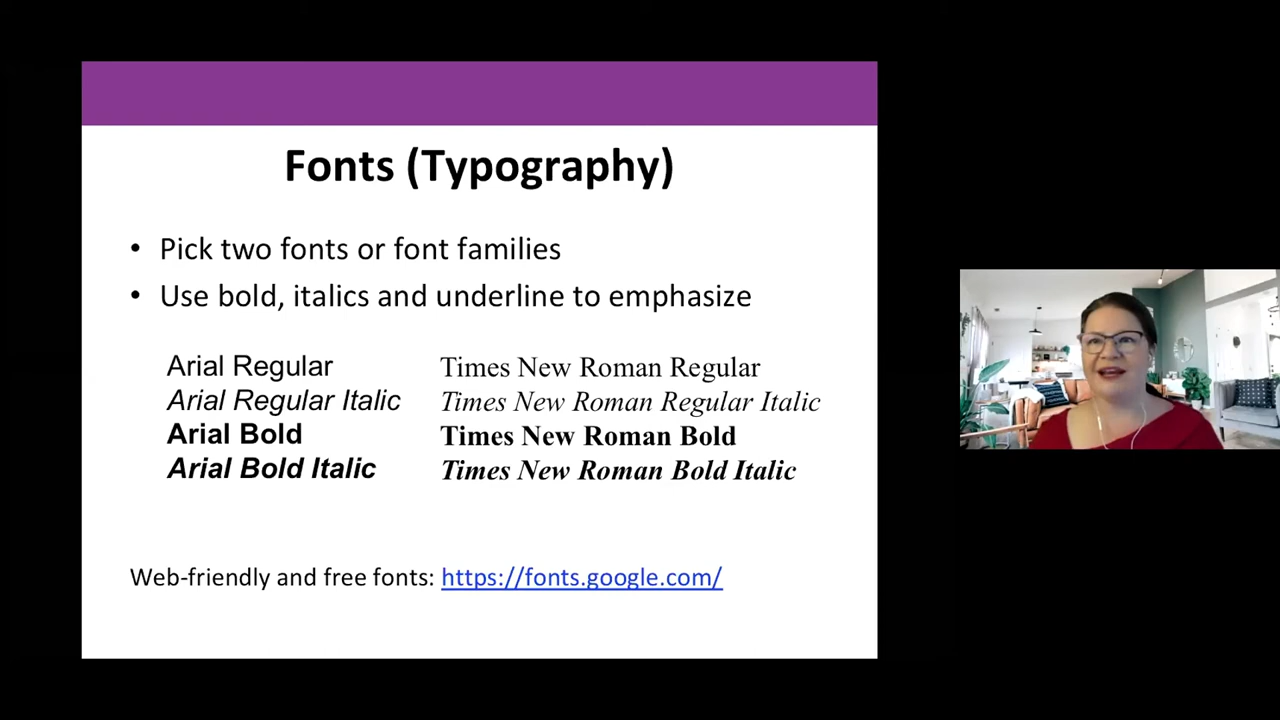 Fonts (Typography)
• Pick two fonts or font families
• Use bold, italics and underline to emphasize
Arial Regular
Arial Regular Italic
Arial Bold
Arial Bold Italic
Times New Roman Regular
Times New Roman Regular Italic
Times New Roman Bold
Times New Roman Bold Italic
Web-friendly and free fonts: https://fonts.google.com/